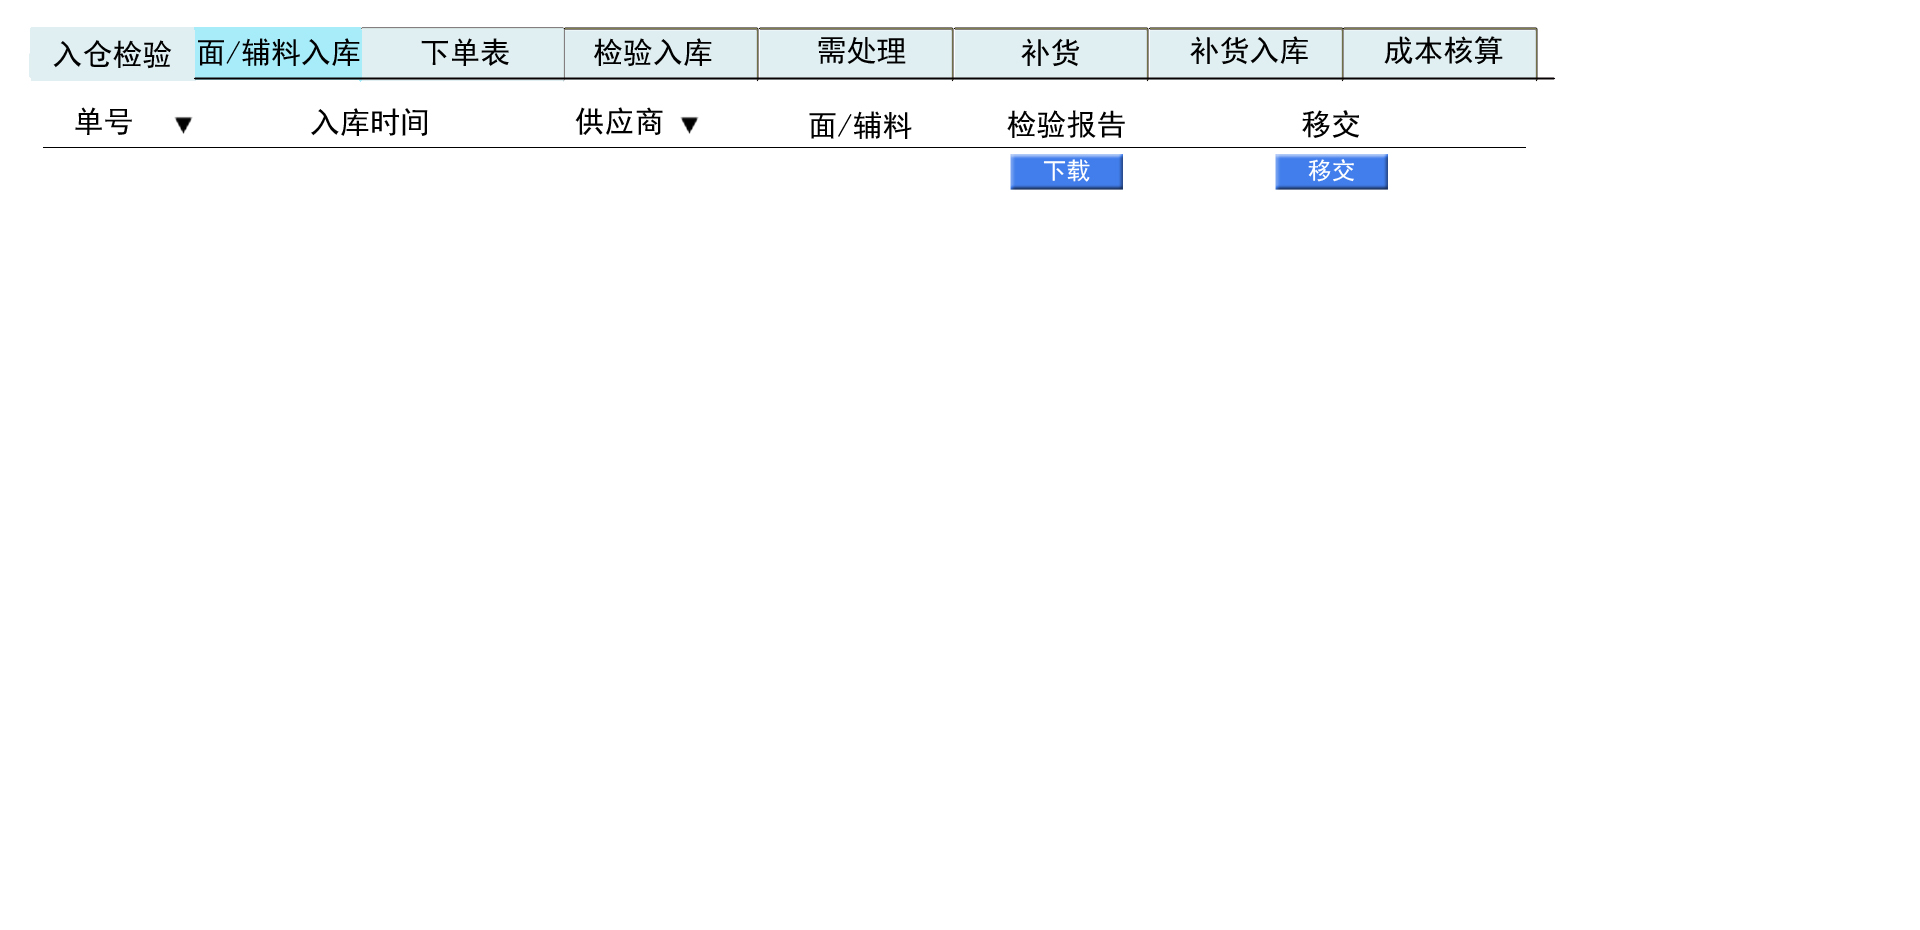 入仓检验 面/辅料入库 下单表 检验入库 需处理 补货 补货入库 成本核算
单号 ▼ 入库时间 供应商 ▼ 面/辅料 检验报告 移交
下载 移交